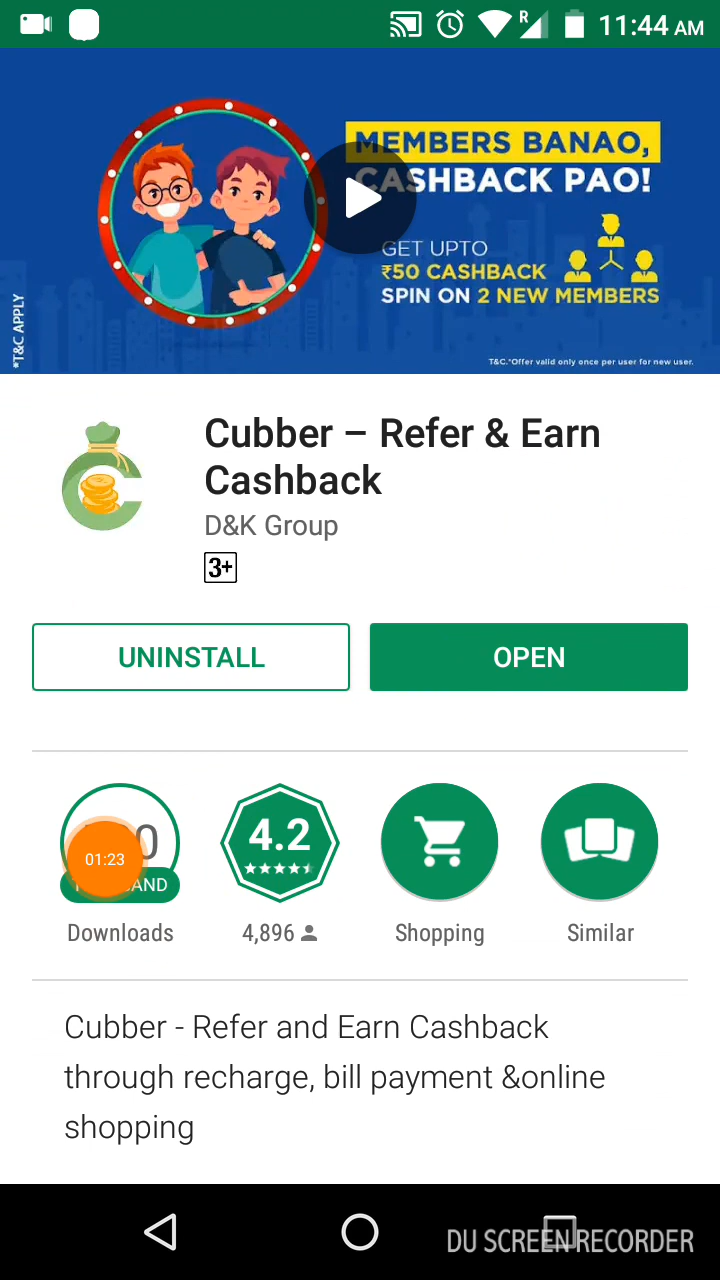 R
11:44 AM
MEMBERS BANAO,
CASHBACK PAO!
GET UPTO
₹50 CASHBACK
SPIN ON 2 NEW MEMBERS
*T&C APPLY
T&C.*Offer valid only once per user for new user.
Cubber – Refer & Earn
Cashback
D&K Group
3+
UNINSTALL
OPEN
01:23
4.2
Downloads
4,896
Shopping
Similar
Cubber - Refer and Earn Cashback
through recharge, bill payment &online
shopping
DU SCREEN RECORDER